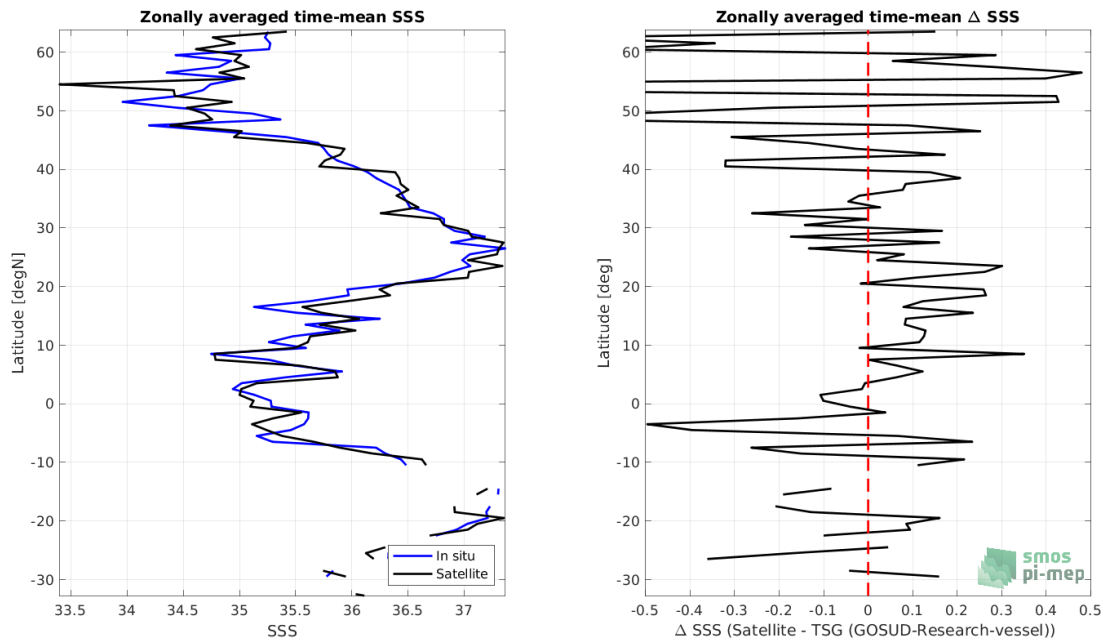 Zonally averaged time-mean SSS
60
50
40
30
20
10
0
-10
-20
-30
Latitude [degN]
33.5 34 34.5 35 35.5 36 36.5 37
SSS
In situ
Satellite
Zonally averaged time-mean Δ SSS
60
50
40
30
20
10
0
-10
-20
-30
Latitude [deg]
-0.5 -0.4 -0.3 -0.2 -0.1 0 0.1 0.2 0.3 0.4 0.5
Δ SSS (Satellite - TSG (GOSUD-Research-vessel))
smos
pi-mep